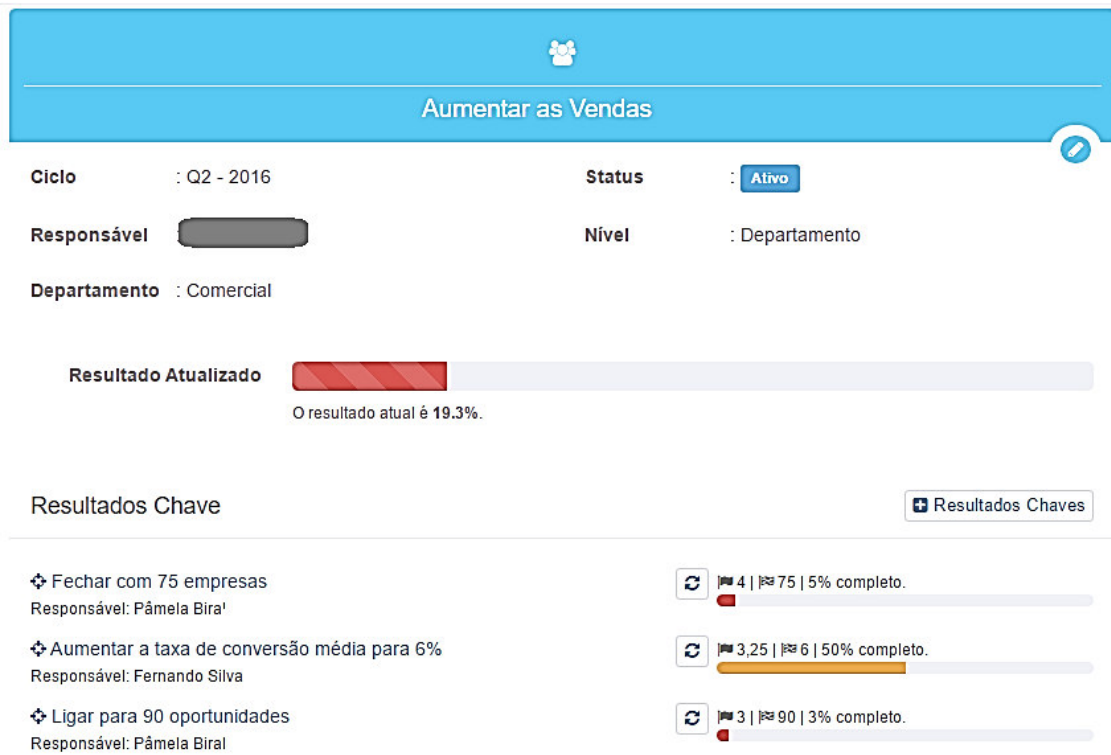 Aumentar as Vendas
Ciclo : Q2 - 2016 Status : Ativo
Responsável Nível : Departamento
Departamento : Comercial
Resultado Atualizado
O resultado atual é 19.3%.
Resultados Chave Resultados Chaves
Fechar com 75 empresas 4 | 75 | 5% completo.
Responsável: Pâmela Biral
Aumentar a taxa de conversão média para 6% 3,25 | 6 | 50% completo.
Responsável: Fernando Silva
Ligar para 90 oportunidades 3 | 90 | 3% completo.
Responsável: Pâmela Biral